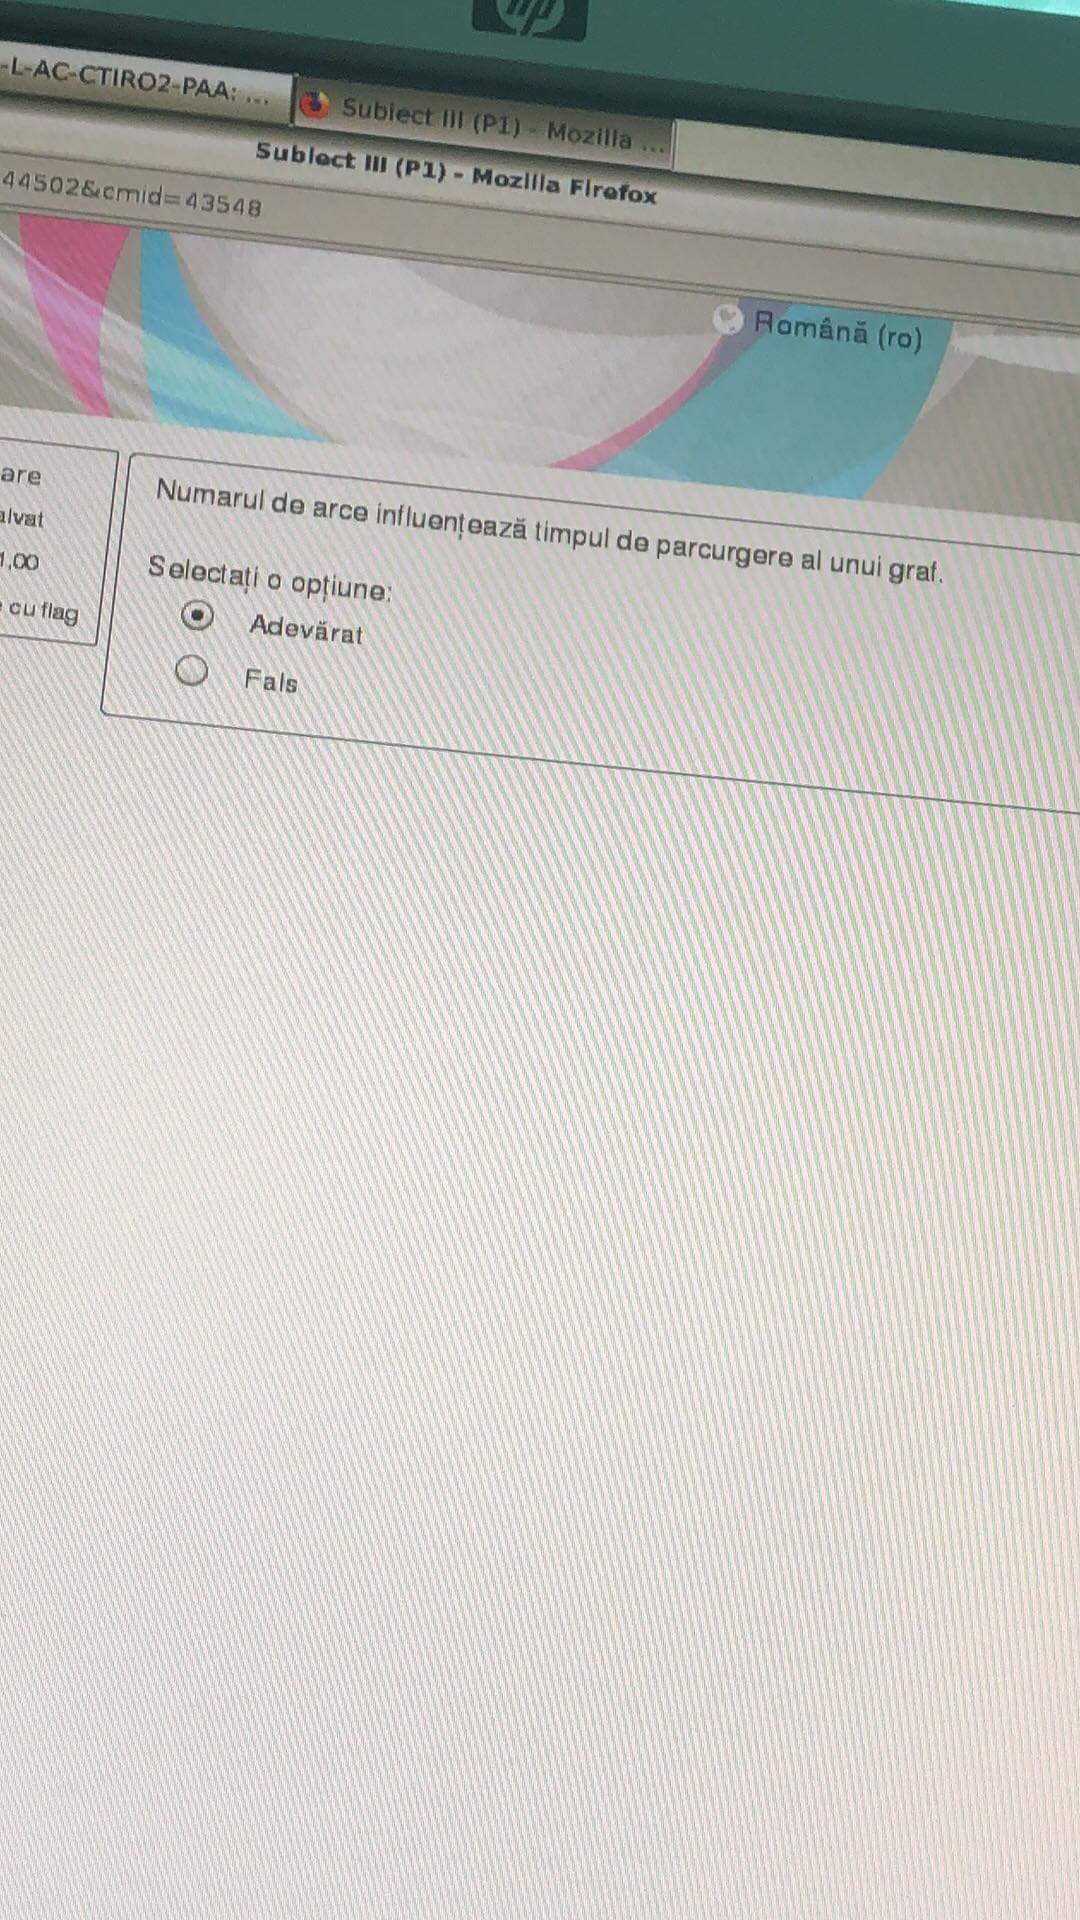 hp
-L-AC-CTIRO2-PAA: ...
Subiect III (P1) - Mozilla ...
Subiect III (P1) - Mozilla Firefox
44502&cmid=43548
Română (ro)
are
alvat
1,00
cu flag
Numarul de arce influențează timpul de parcurgere al unui graf.
Selectați o opțiune:
Adevărat
Fals